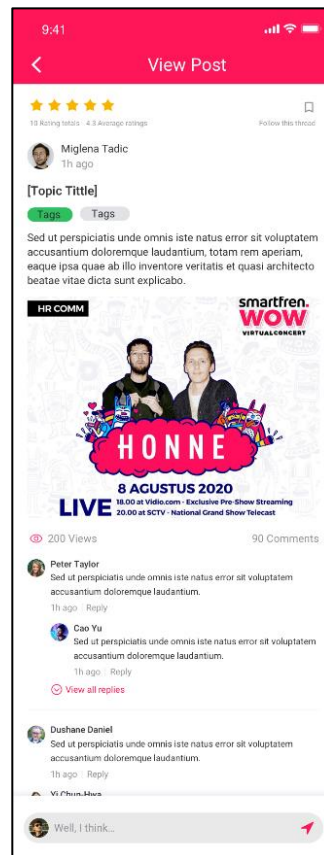 9:41
View Post
10 Rating totals 4.3 Average ratings
Follow this thread
Miglena Tadic
1h ago
[Topic Tittle]
Tags Tags
Sed ut perspiciatis unde omnis iste natus error sit voluptatem
accusantium doloremque laudantium, totam rem aperiam,
eaque ipsa quae ab illo inventore veritatis et quasi architecto
beatae vitae dicta sunt explicabo.
HR COMM
smartfren.
WOW
VIRTUALCONCERT
HONNE
8 AGUSTUS 2020
LIVE
18.00 at Vidio.com - Exclusive Pre-Show Streaming
20.00 at SCTV - National Grand Show Telecast
200 Views
90 Comments
Peter Taylor
Sed ut perspiciatis unde omnis iste natus error sit voluptatem
accusantium doloremque laudantium.
1h ago Reply
Cao Yu
Sed ut perspiciatis unde omnis iste natus error sit voluptatem
accusantium doloremque laudantium.
1h ago Reply
View all replies
Dushane Daniel
Sed ut perspiciatis unde omnis iste natus error sit voluptatem
accusantium doloremque laudantium.
1h ago Reply
Yi Chun-Hwa
Well, I think...